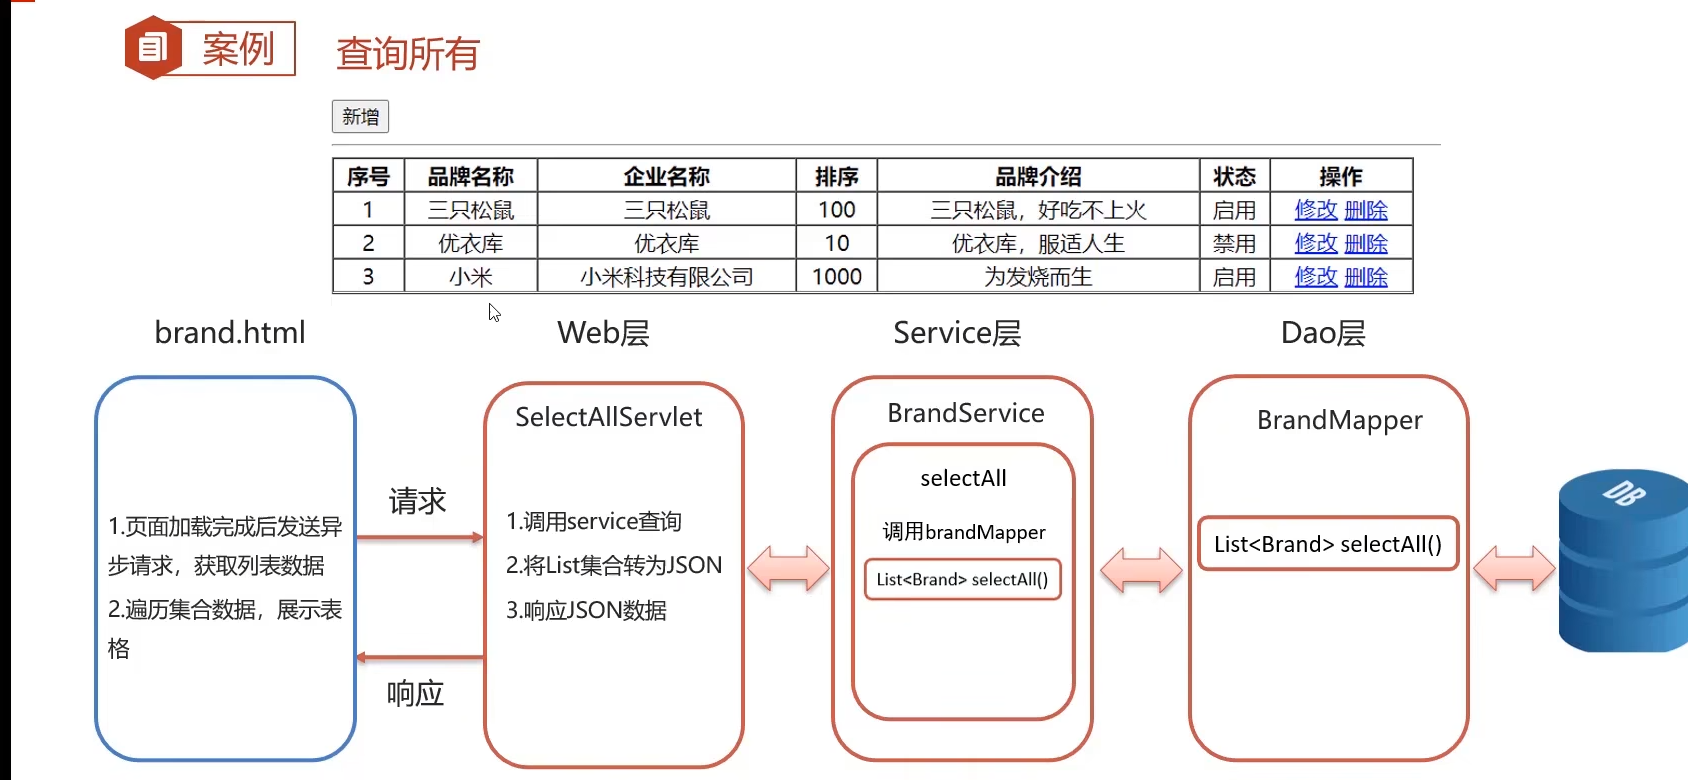 案例
查询所有
新增
序号 品牌名称 企业名称 排序 品牌介绍 状态 操作
1 三只松鼠 三只松鼠 100 三只松鼠，好吃不上火 启用 修改 删除
2 优衣库 优衣库 10 优衣库，服适人生 禁用 修改 删除
3 小米 小米科技有限公司 1000 为发烧而生 启用 修改 删除
brand.html
1.页面加载完成后发送异
步请求，获取列表数据
2.遍历集合数据，展示表
格
请求
响应
Web层
SelectAllServlet
1.调用service查询
2.将List集合转为JSON
3.响应JSON数据
Service层
BrandService
selectAll
调用brandMapper
List<Brand> selectAll()
Dao层
BrandMapper
List<Brand> selectAll()
DB